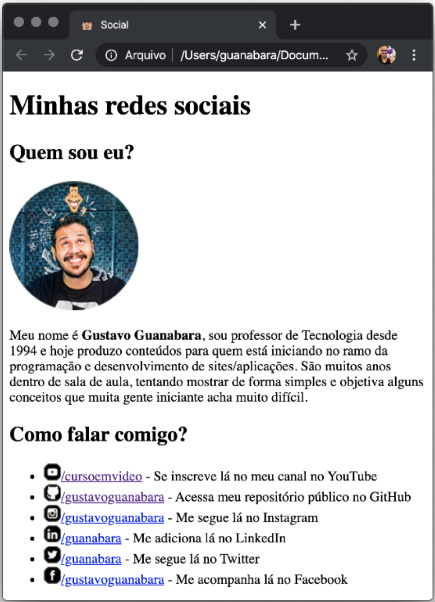 Social
Arquivo | /Users/guanabara/Docum...
Minhas redes sociais
Quem sou eu?
Meu nome é Gustavo Guanabara, sou professor de Tecnologia desde
1994 e hoje produzo conteúdos para quem está iniciando no ramo da
programação e desenvolvimento de sites/aplicações. São muitos anos
dentro de sala de aula, tentando mostrar de forma simples e objetiva alguns
conceitos que muita gente iniciante acha muito difícil.
Como falar comigo?
/cursoemvideo - Se inscreve lá no meu canal no YouTube
/gustavoguanabara - Acessa meu repositório público no GitHub
/gustavoguanabara - Me segue lá no Instagram
/guanabara - Me adiciona lá no LinkedIn
/guanabara - Me segue lá no Twitter
/gustavoguanabara - Me acompanha lá no Facebook